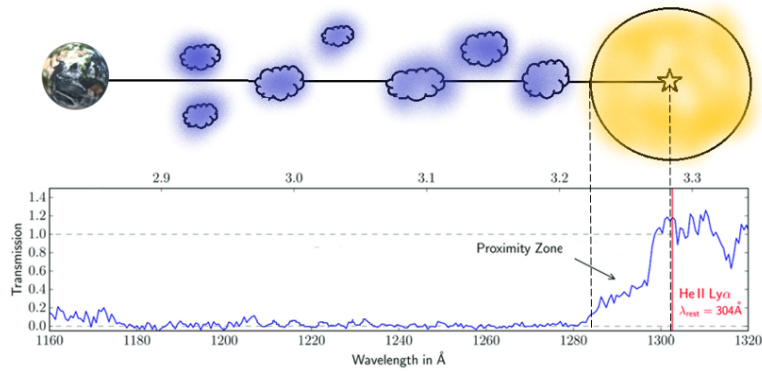 2.9 3.0 3.1 3.2 3.3
1.4
1.2
1.0
0.8
0.6
0.4
0.2
0.0
Transmission
Proximity Zone
He II Lyα
λrest = 304Å
1160 1180 1200 1220 1240 1260 1280 1300 1320
Wavelength in Å